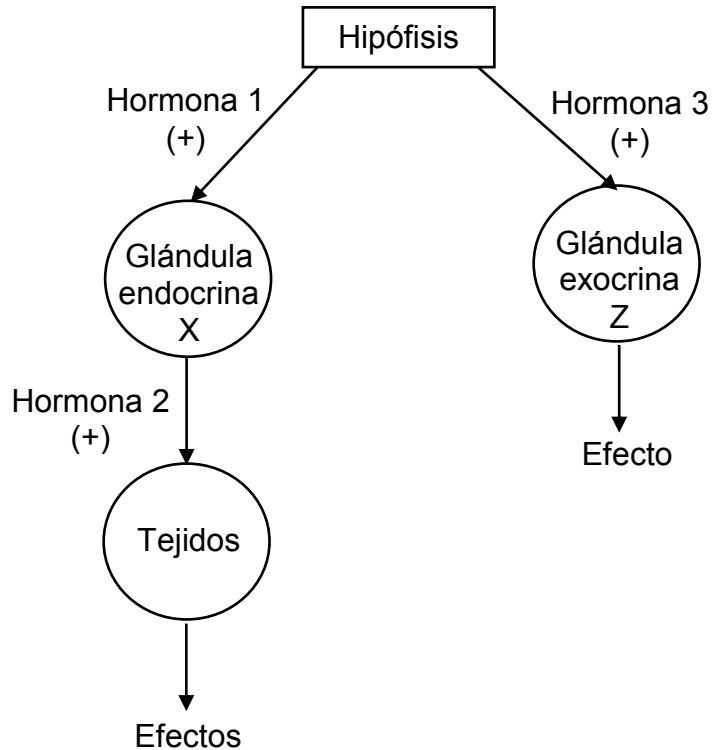 Hipófisis
Hormona 1
(+)
Hormona 3
(+)
Glándula
endocrina
X
Glándula
exocrina
Z
Hormona 2
(+)
Efecto
Tejidos
Efectos